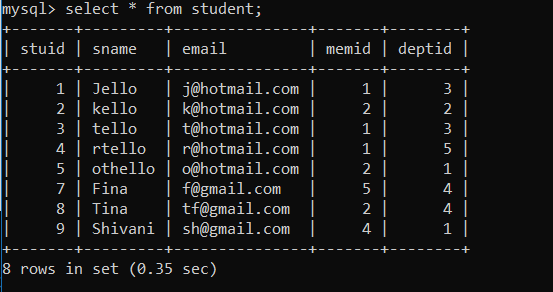 mysql> select * from student;
+-------+---------+---------------+-------+--------+
| stuid | sname   | email         | memid | deptid |
+-------+---------+---------------+-------+--------+
|     1 | Jello   | j@hotmail.com |     1 |      3 |
|     2 | kello   | k@hotmail.com |     2 |      2 |
|     3 | tello   | t@hotmail.com |     1 |      3 |
|     4 | rtello  | r@hotmail.com |     1 |      5 |
|     5 | othello | o@hotmail.com |     2 |      1 |
|     7 | Fina    | f@gmail.com   |     5 |      4 |
|     8 | Tina    | tf@gmail.com  |     2 |      4 |
|     9 | Shivani | sh@gmail.com  |     4 |      1 |
+-------+---------+---------------+-------+--------+
8 rows in set (0.35 sec)